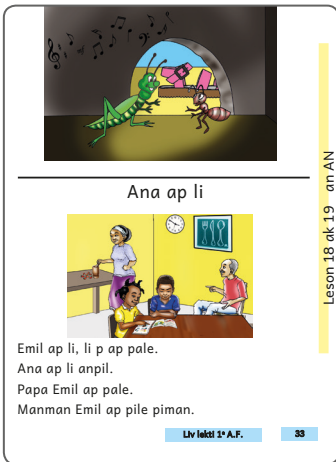 Ana ap li
Emil ap li, li p ap pale.
Ana ap li anpil.
Papa Emil ap pale.
Manman Emil ap pile piman.
Liv lekti 1e A.F.
33
Leson 18 ak 19 an AN